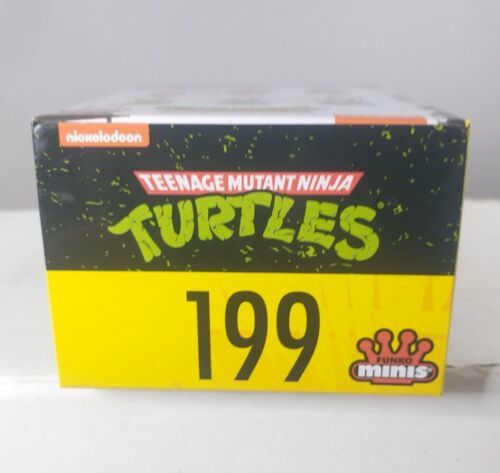 nickelodeon
TEENAGE MUTANT NINJA
TURTLES
199
FUNKO
minis